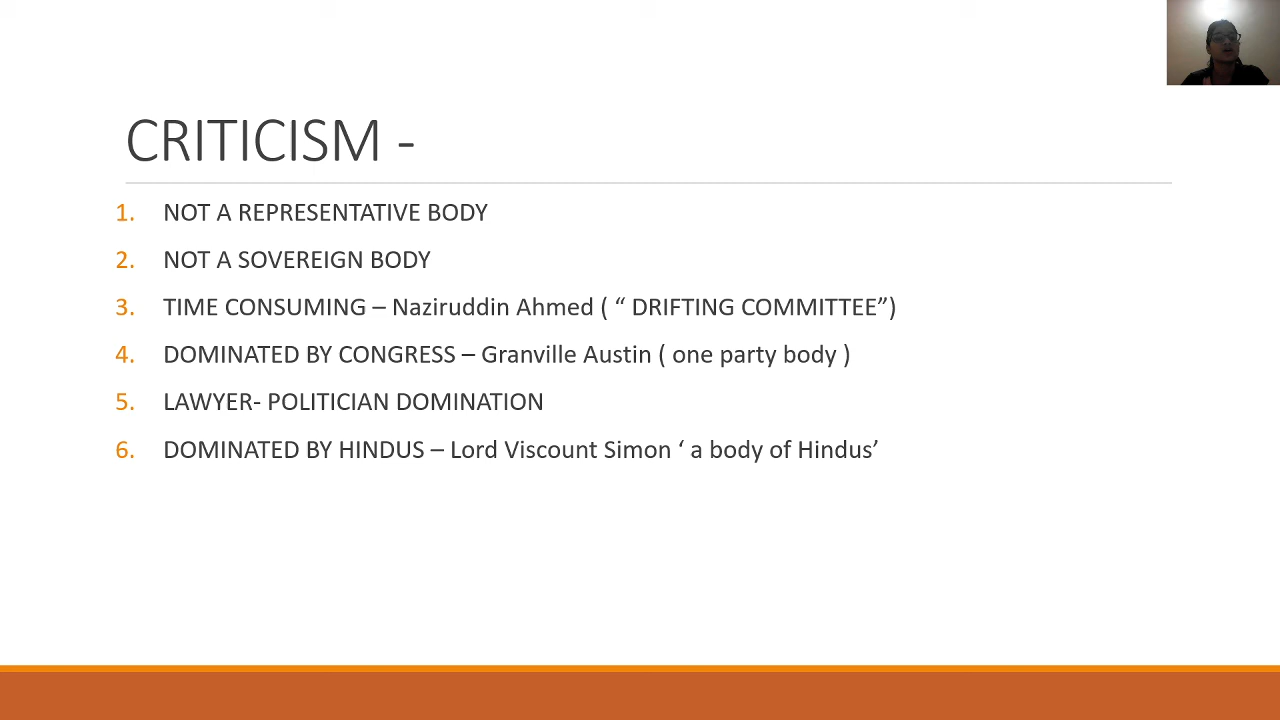 CRITICISM -
1. NOT A REPRESENTATIVE BODY
2. NOT A SOVEREIGN BODY
3. TIME CONSUMING – Naziruddin Ahmed ( “ DRIFTING COMMITTEE”)
4. DOMINATED BY CONGRESS – Granville Austin ( one party body )
5. LAWYER- POLITICIAN DOMINATION
6. DOMINATED BY HINDUS – Lord Viscount Simon ‘ a body of Hindus’